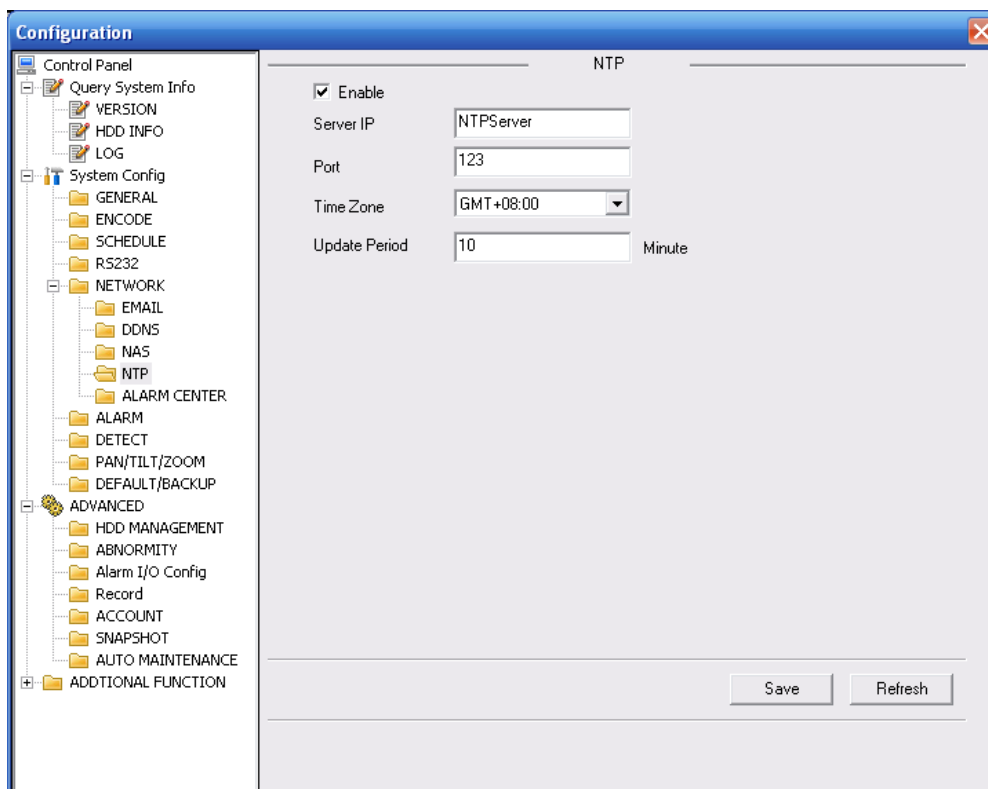 Configuration
Control Panel
Query System Info
VERSION
HDD INFO
LOG
System Config
GENERAL
ENCODE
SCHEDULE
RS232
NETWORK
EMAIL
DDNS
NAS
NTP
ALARM CENTER
ALARM
DETECT
PAN/TILT/ZOOM
DEFAULT/BACKUP
ADVANCED
HDD MANAGEMENT
ABNORMITY
Alarm I/O Config
Record
ACCOUNT
SNAPSHOT
AUTO MAINTENANCE
ADDTIONAL FUNCTION
NTP
Enable
Server IP NTPServer
Port 123
Time Zone GMT+08:00
Update Period 10 Minute
Save Refresh